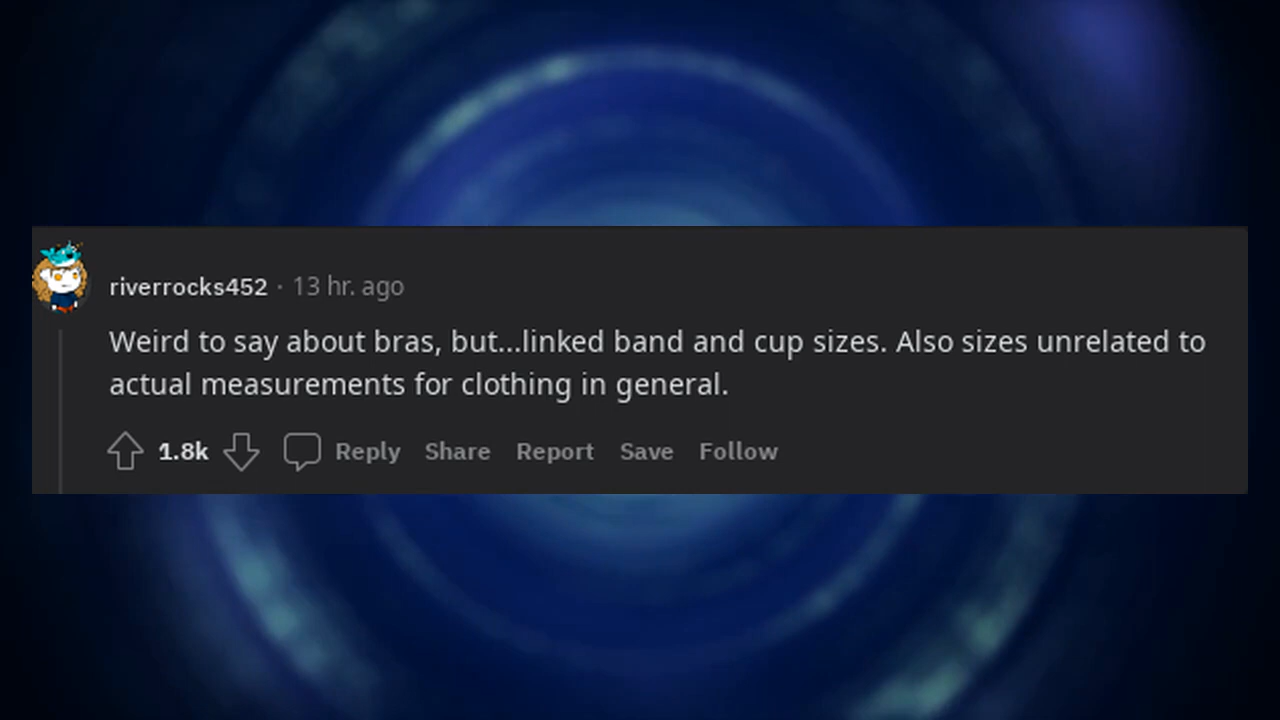 riverrocks452 · 13 hr. ago
Weird to say about bras, but...linked band and cup sizes. Also sizes unrelated to
actual measurements for clothing in general.
1.8k Reply Share Report Save Follow